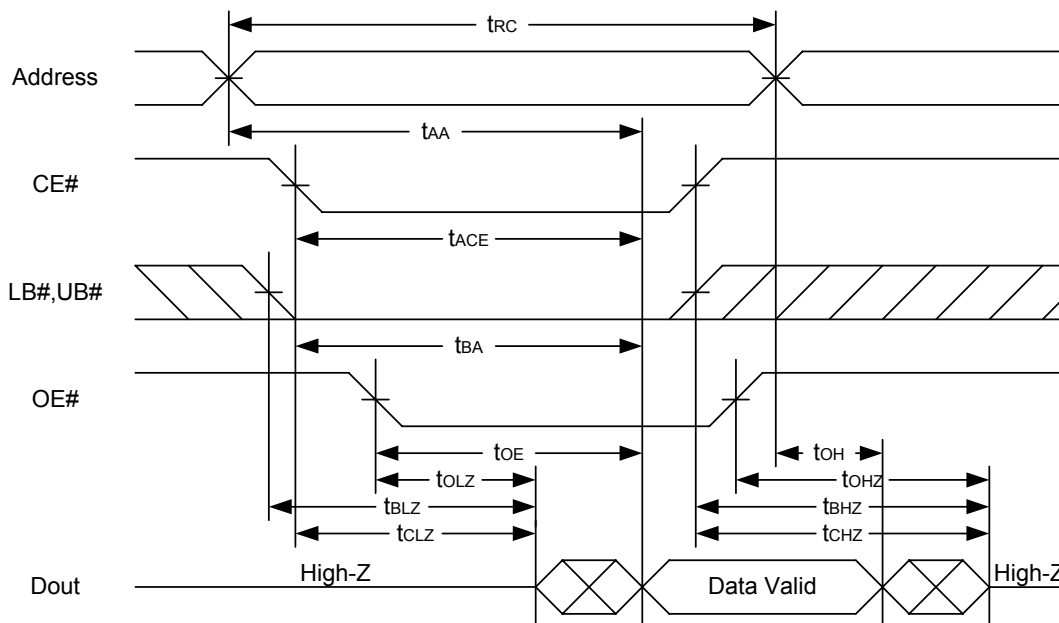 tRC
Address
tAA
CE#
tACE
LB#,UB#
tBA
OE#
tOE
tOH
tOLZ
tOHZ
tBLZ
tBHZ
tCLZ
tCHZ
Dout
High-Z
Data Valid
High-Z